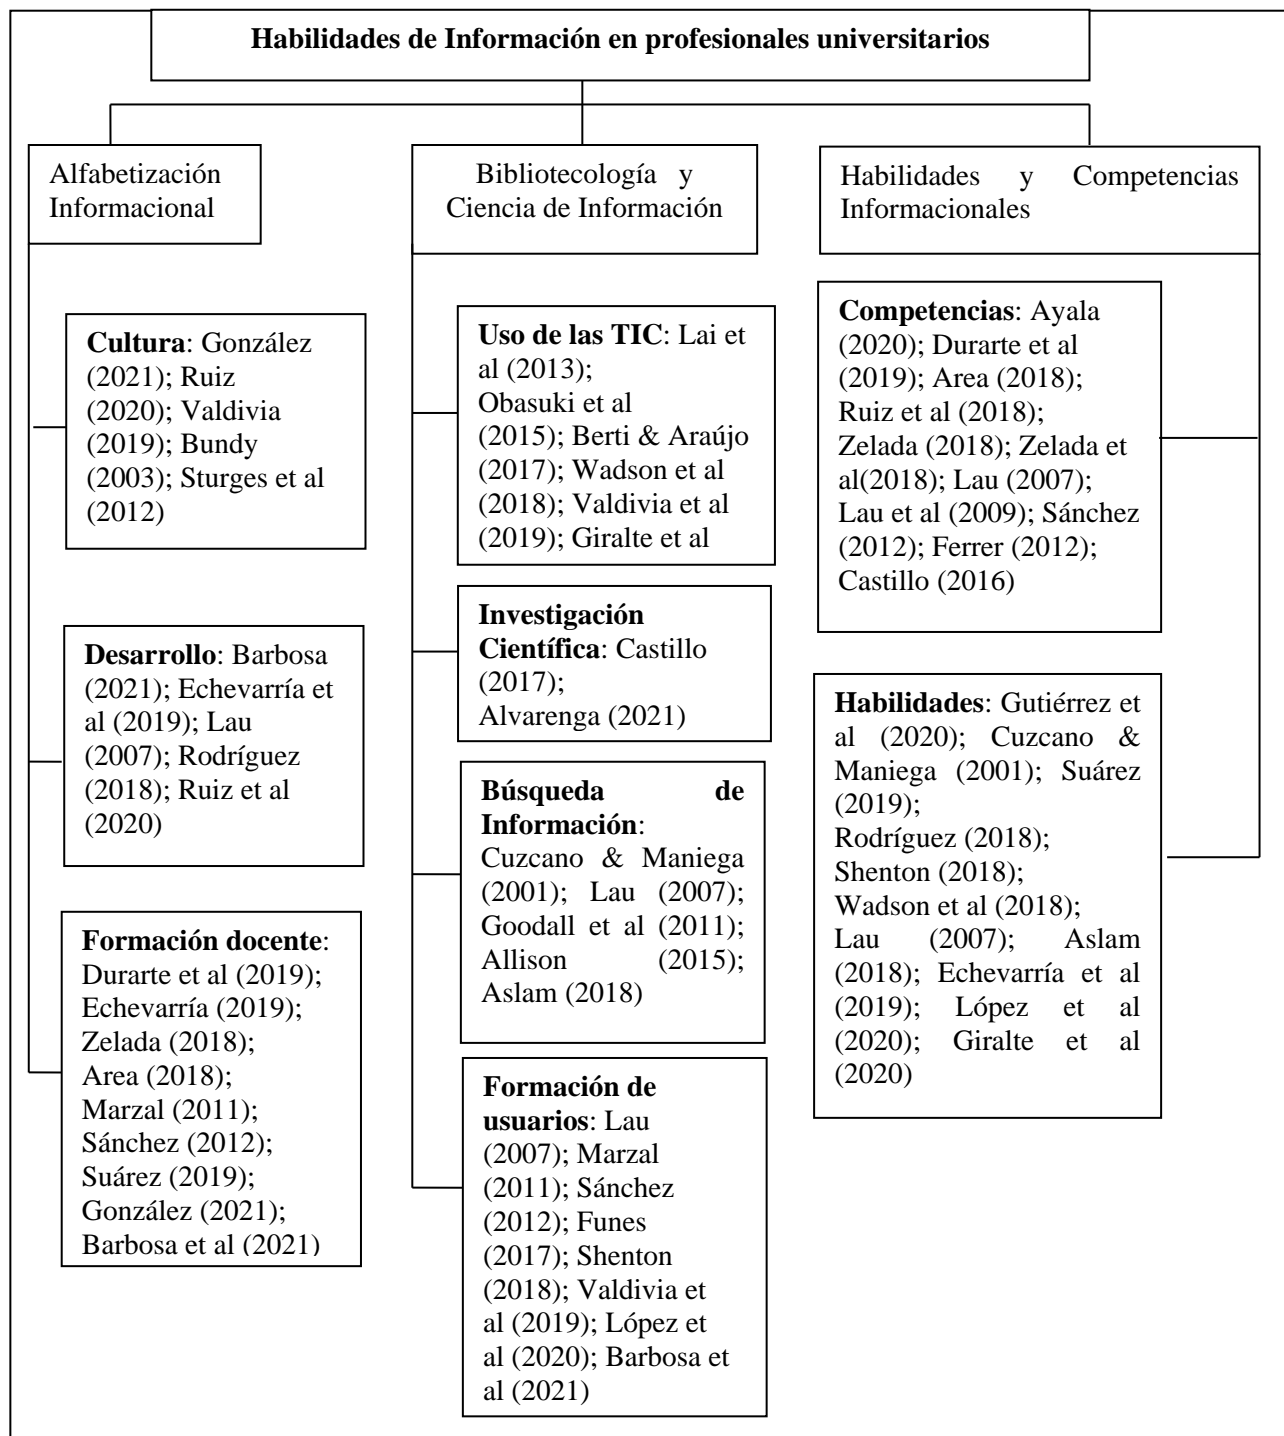 Habilidades de Información en profesionales universitarios
Alfabetización
Informacional
Cultura: González
(2021); Ruiz
(2020); Valdivia
(2019); Bundy
(2003); Sturges et al
(2012)
Desarrollo: Barbosa
(2021); Echevarría et
al (2019); Lau
(2007); Rodríguez
(2018); Ruiz et al
(2020)
Formación docente:
Durarte et al (2019);
Echevarría (2019);
Zelada (2018);
Area (2018);
Marzal (2011);
Sánchez (2012);
Suárez (2019);
González (2021);
Barbosa et al (2021)
Bibliotecología y
Ciencia de Información
Uso de las TIC: Lai et
al (2013);
Obasuki et al
(2015); Berti & Araújo
(2017); Wadson et al
(2018); Valdivia et al
(2019); Giralte et al
Investigación
Científica: Castillo
(2017);
Alvarenga (2021)
Búsqueda de
Información:
Cuzcano & Maniega
(2001); Lau (2007);
Goodall et al (2011);
Allison (2015);
Aslam (2018)
Formación de
usuarios: Lau
(2007); Marzal
(2011); Sánchez
(2012); Funes
(2017); Shenton
(2018); Valdivia et
al (2019); López et
al (2020); Barbosa et
al (2021)
Habilidades y Competencias
Informacionales
Competencias: Ayala
(2020); Durarte et al
(2019); Area (2018);
Ruiz et al (2018);
Zelada (2018); Zelada et
al(2018); Lau (2007);
Lau et al (2009); Sánchez
(2012); Ferrer (2012);
Castillo (2016)
Habilidades: Gutiérrez et
al (2020); Cuzcano &
Maniega (2001); Suárez
(2019);
Rodríguez (2018);
Shenton (2018);
Wadson et al (2018);
Lau (2007); Aslam
(2018); Echevarría et al
(2019); López et al
(2020); Giralte et al
(2020)